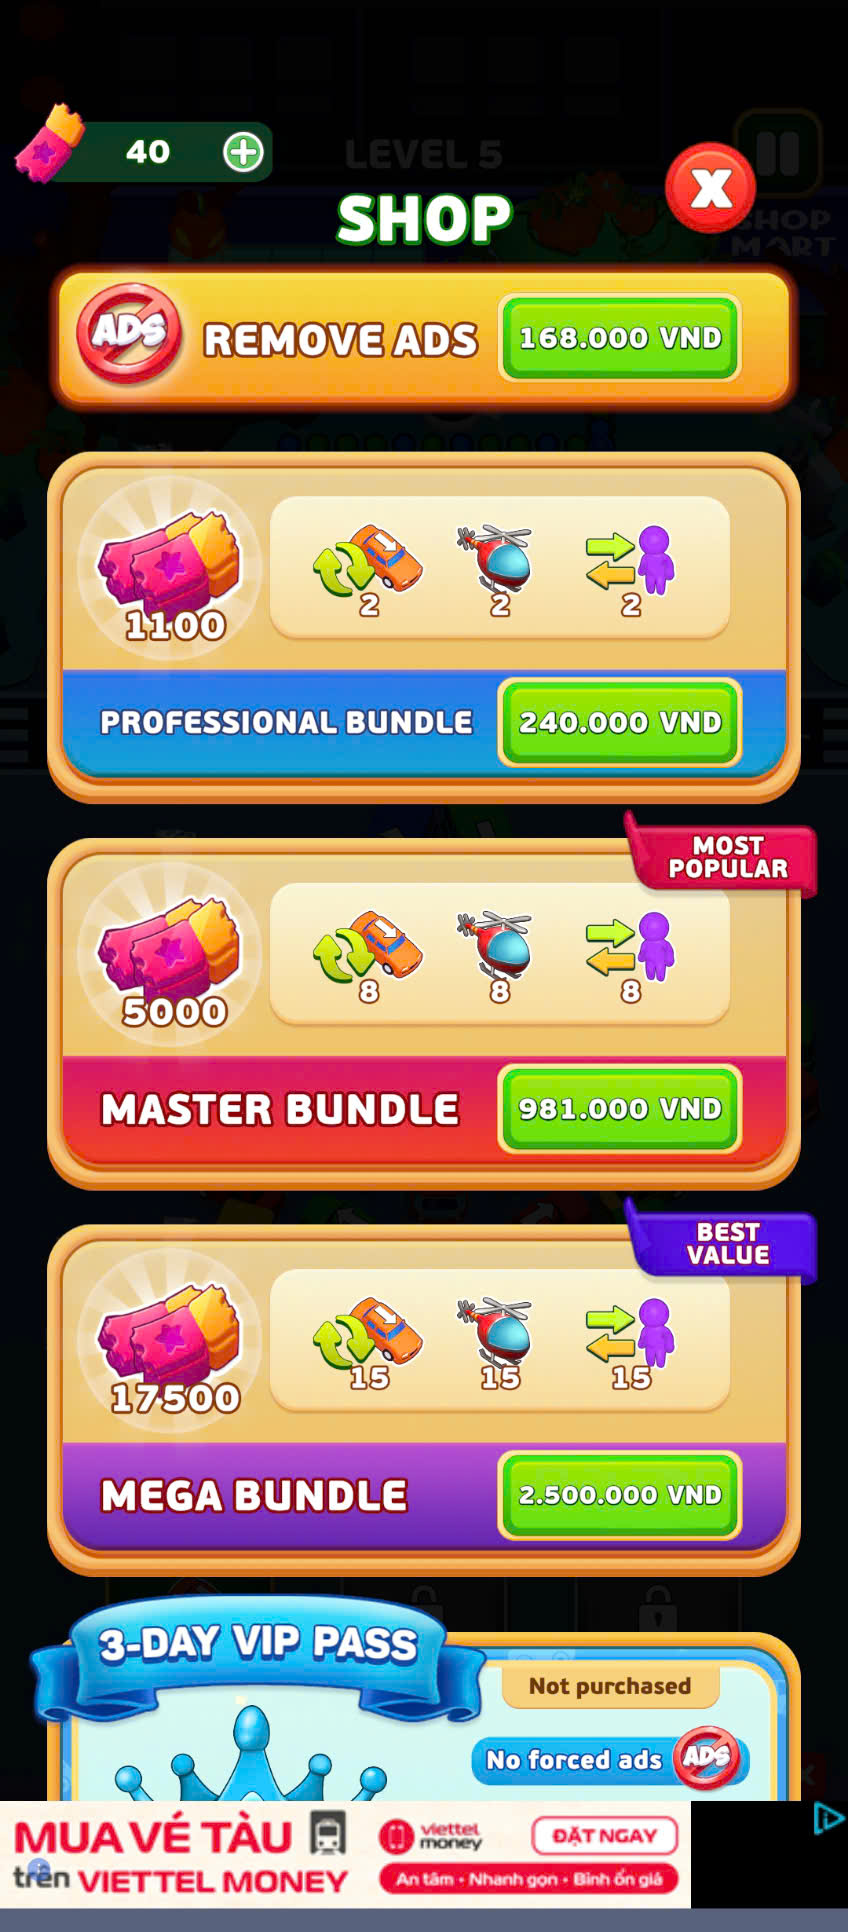 40
LEVEL 5
SHOP
SHOP
MART
ADS
REMOVE ADS
168.000 VND
1100
2
2
2
PROFESSIONAL BUNDLE
240.000 VND
MOST
POPULAR
5000
8
8
8
MASTER BUNDLE
981.000 VND
BEST
VALUE
17500
15
15
15
MEGA BUNDLE
2.500.000 VND
3-DAY VIP PASS
Not purchased
No forced ads
ADS
MUA VÉ TÀU
trên VIETTEL MONEY
viettel
money
ĐẶT NGAY
An tâm • Nhanh gọn • Bình ổn giá